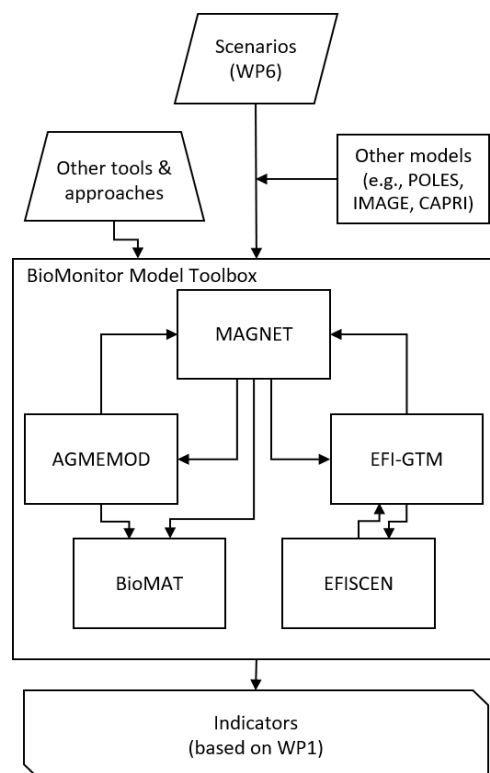 Scenarios
(WP6)
Other tools &
approaches
Other models
(e.g., POLES,
IMAGE, CAPRI)
BioMonitor Model Toolbox
MAGNET
AGMEMOD
EFI-GTM
BioMAT
EFISCEN
Indicators
(based on WP1)